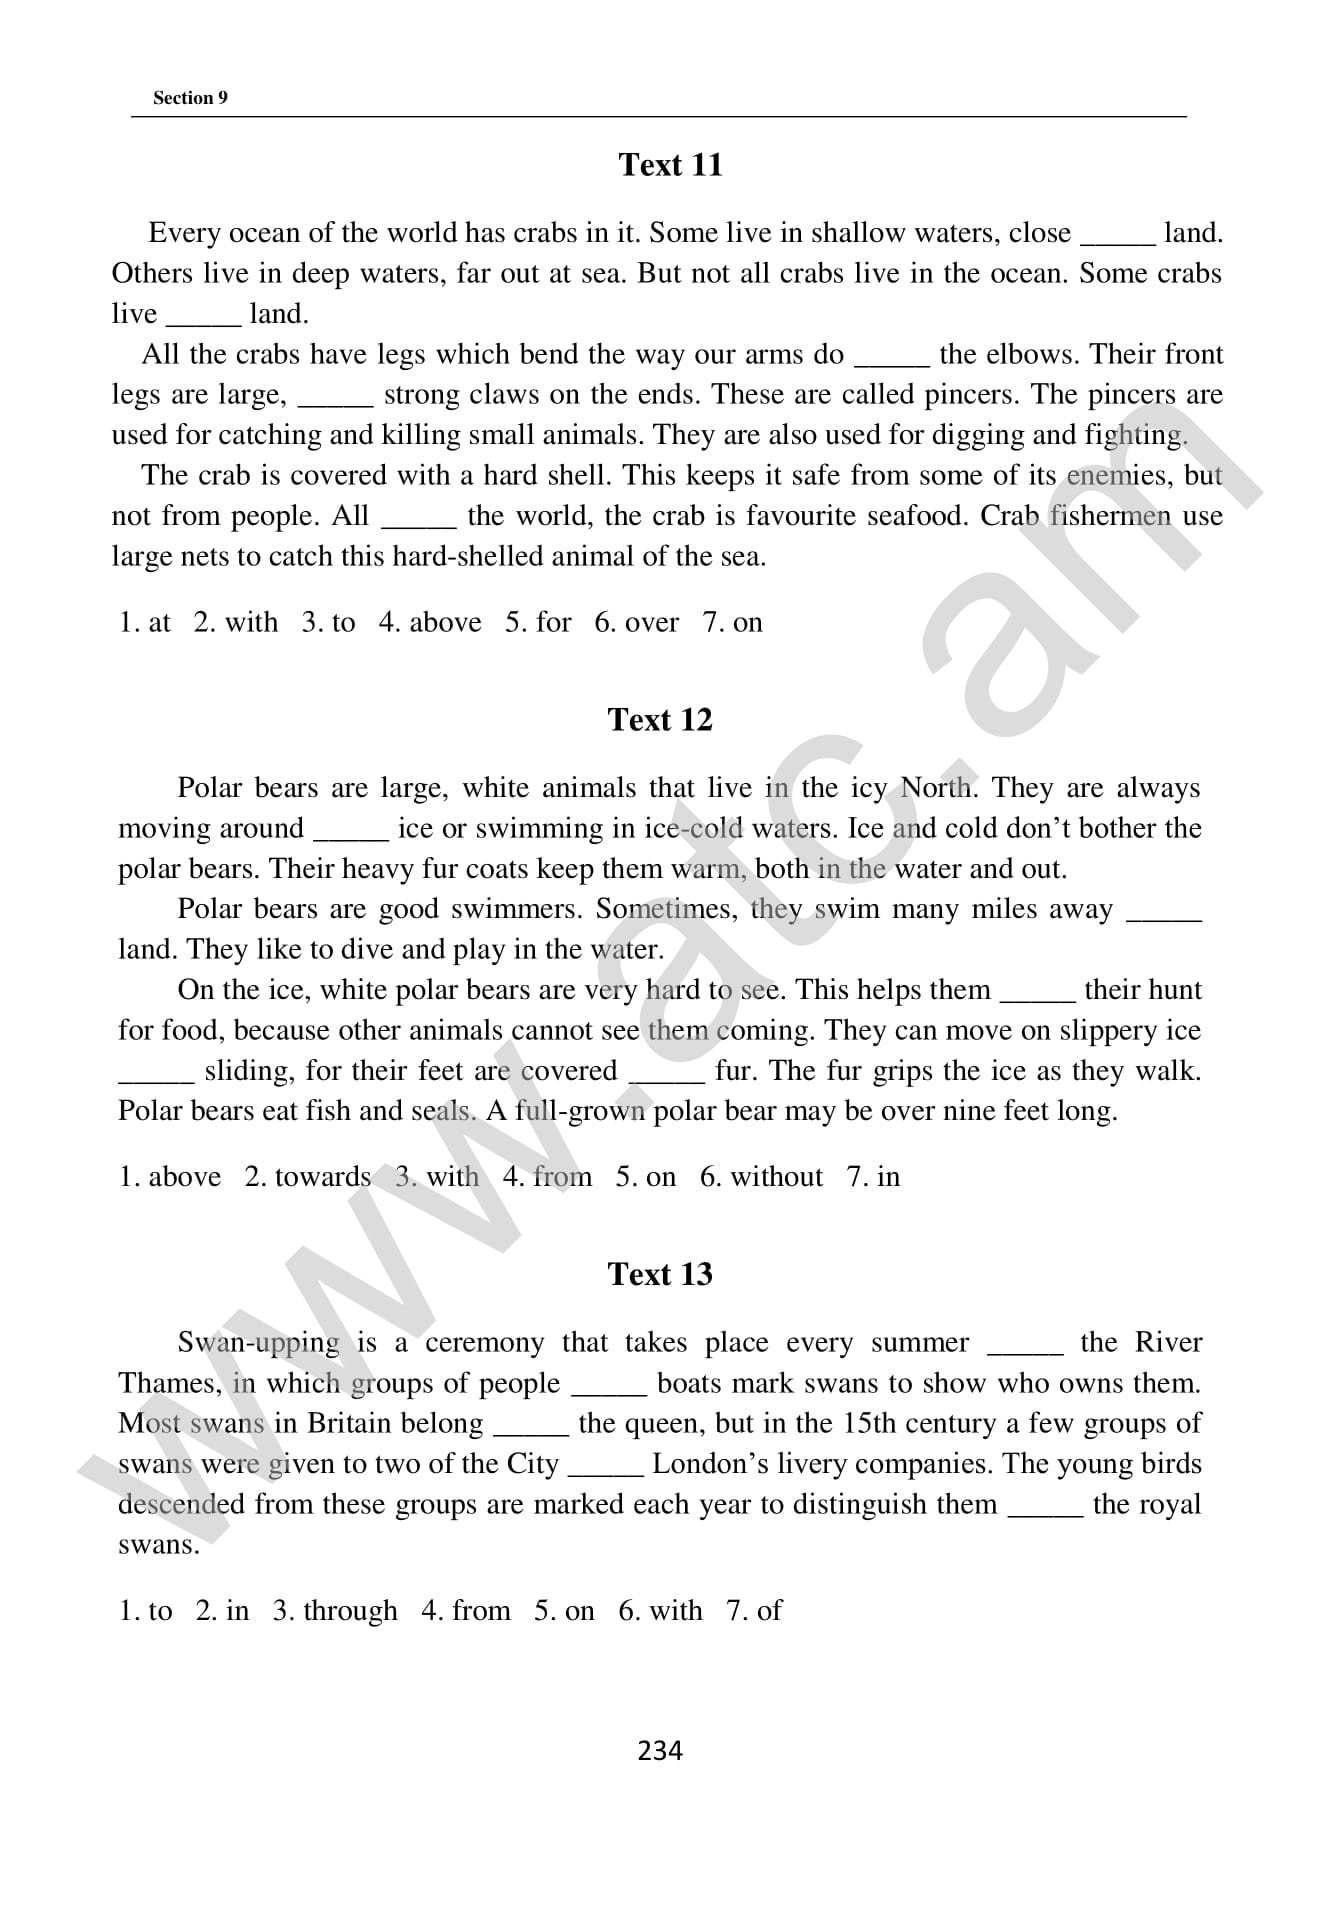 Section 9
Text 11
Every ocean of the world has crabs in it. Some live in shallow waters, close _____ land.
Others live in deep waters, far out at sea. But not all crabs live in the ocean. Some crabs
live _____ land.
All the crabs have legs which bend the way our arms do _____ the elbows. Their front
legs are large, _____ strong claws on the ends. These are called pincers. The pincers are
used for catching and killing small animals. They are also used for digging and fighting.
The crab is covered with a hard shell. This keeps it safe from some of its enemies, but
not from people. All _____ the world, the crab is favourite seafood. Crab fishermen use
large nets to catch this hard-shelled animal of the sea.
1. at 2. with 3. to 4. above 5. for 6. over 7. on
Text 12
Polar bears are large, white animals that live in the icy North. They are always
moving around _____ ice or swimming in ice-cold waters. Ice and cold don’t bother the
polar bears. Their heavy fur coats keep them warm, both in the water and out.
Polar bears are good swimmers. Sometimes, they swim many miles away _____
land. They like to dive and play in the water.
On the ice, white polar bears are very hard to see. This helps them _____ their hunt
for food, because other animals cannot see them coming. They can move on slippery ice
_____ sliding, for their feet are covered _____ fur. The fur grips the ice as they walk.
Polar bears eat fish and seals. A full-grown polar bear may be over nine feet long.
1. above 2. towards 3. with 4. from 5. on 6. without 7. in
Text 13
Swan-upping is a ceremony that takes place every summer _____ the River
Thames, in which groups of people _____ boats mark swans to show who owns them.
Most swans in Britain belong _____ the queen, but in the 15th century a few groups of
swans were given to two of the City _____ London’s livery companies. The young birds
descended from these groups are marked each year to distinguish them _____ the royal
swans.
1. to 2. in 3. through 4. from 5. on 6. with 7. of
234
www.atc.am